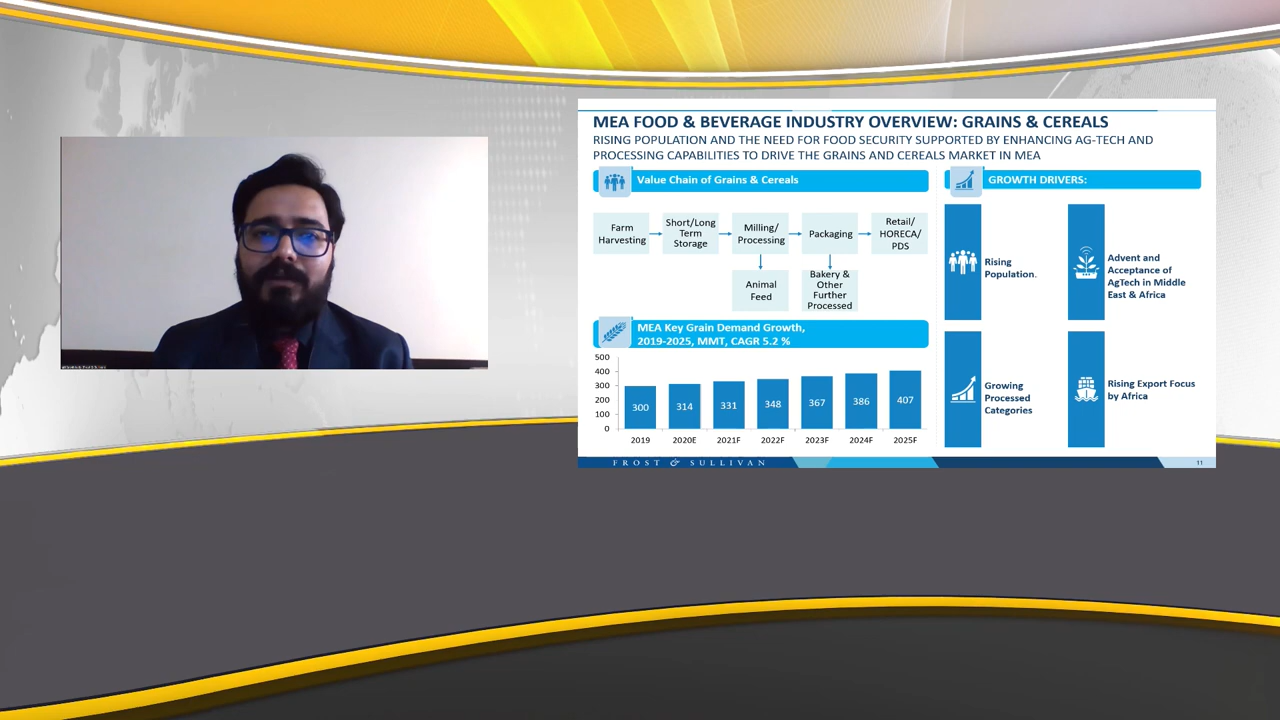 MEA FOOD & BEVERAGE INDUSTRY OVERVIEW: GRAINS & CEREALS
RISING POPULATION AND THE NEED FOR FOOD SECURITY SUPPORTED BY ENHANCING AG-TECH AND
PROCESSING CAPABILITIES TO DRIVE THE GRAINS AND CEREALS MARKET IN MEA
Value Chain of Grains & Cereals
Farm
Harvesting
Short/Long
Term
Storage
Milling/
Processing
Packaging
Retail/
HORECA/
PDS
Animal
Feed
Bakery &
Other
Further
Processed
MEA Key Grain Demand Growth,
2019-2025, MMT, CAGR 5.2 %
500
400
300
200
100
0
300
314
331
348
367
386
407
2019
2020E
2021F
2022F
2023F
2024F
2025F
GROWTH DRIVERS:
Rising
Population.
Advent and
Acceptance of
AgTech in Middle
East & Africa
Growing
Processed
Categories
Rising Export Focus
by Africa
FROST & SULLIVAN
11